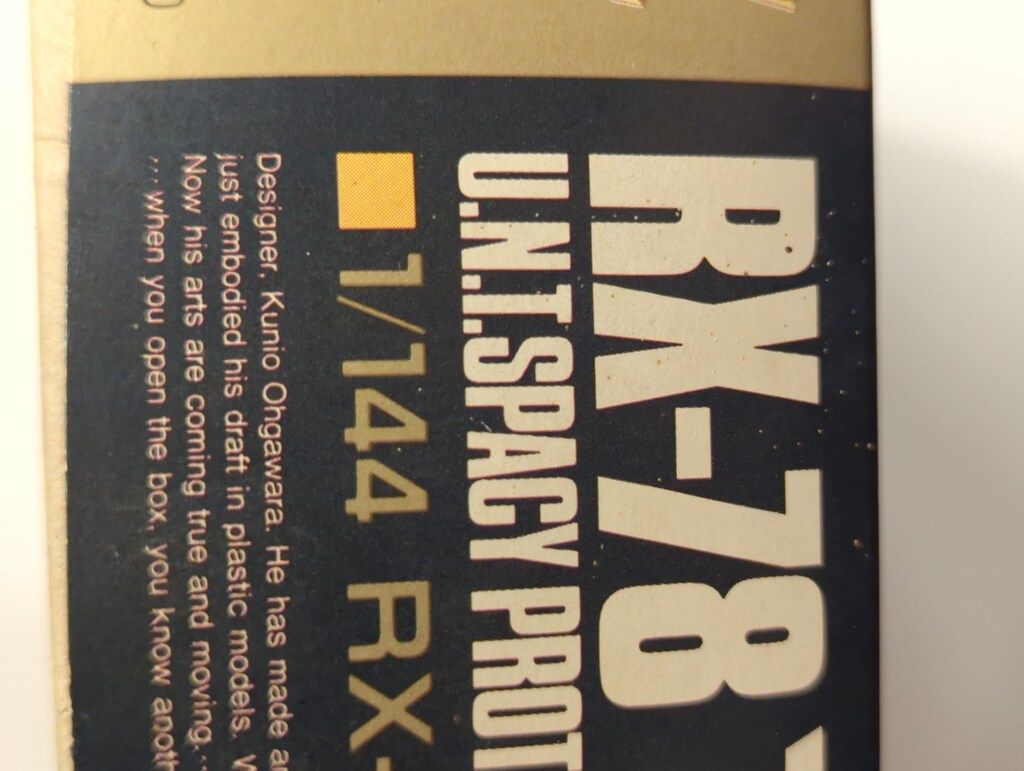 RX-78
U.N.T.SPACY PROT
1/144 RX-
Designer, Kunio Ohgawara. He has made
just embodied his draft in plastic models.
Now his arts are coming true and moving.
… when you open the box, you know